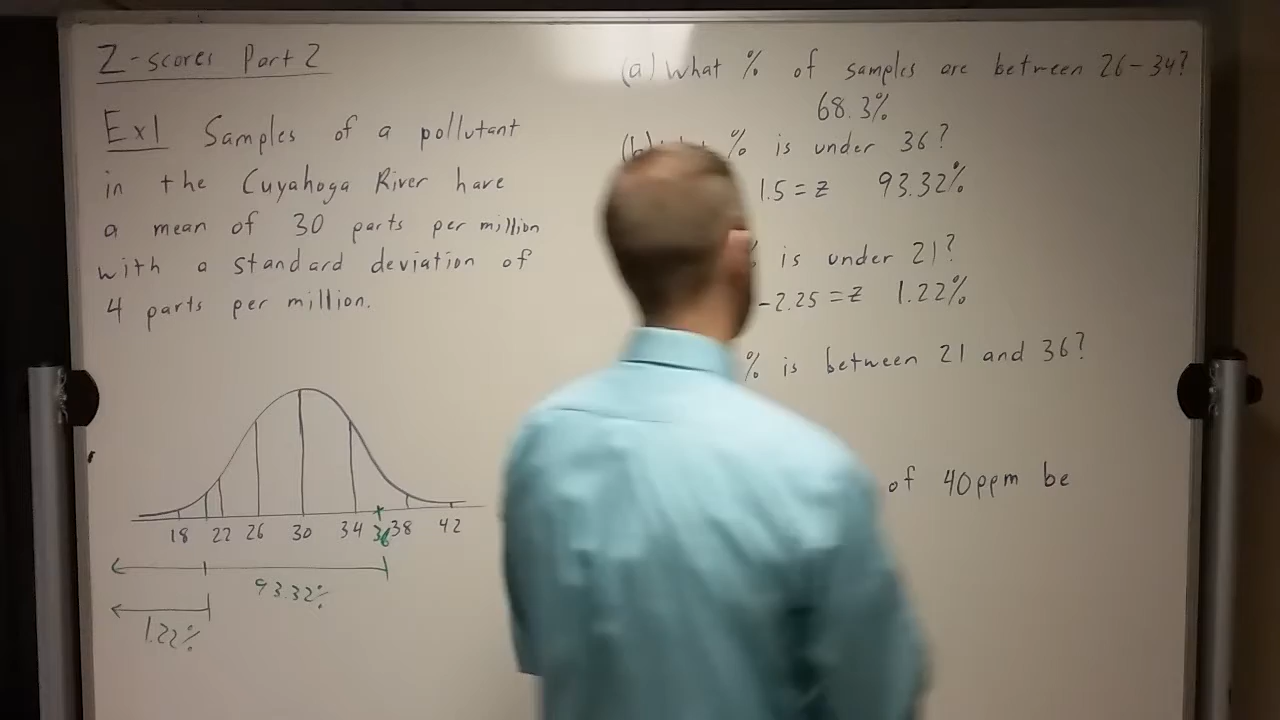 Z-scores Part 2
Ex1 Samples of a pollutant
in the Cuyahoga River have
a mean of 30 parts per million
with a standard deviation of
4 parts per million.
18 22 26 30 34 36 38 42
93.32%
1.22%
(a) What % of samples are between 26-34?
68.3%
(b) % is under 36?
1.5 = z 93.32%
is under 21?
-2.25 = z 1.22%
% is between 21 and 36?
of 40ppm be